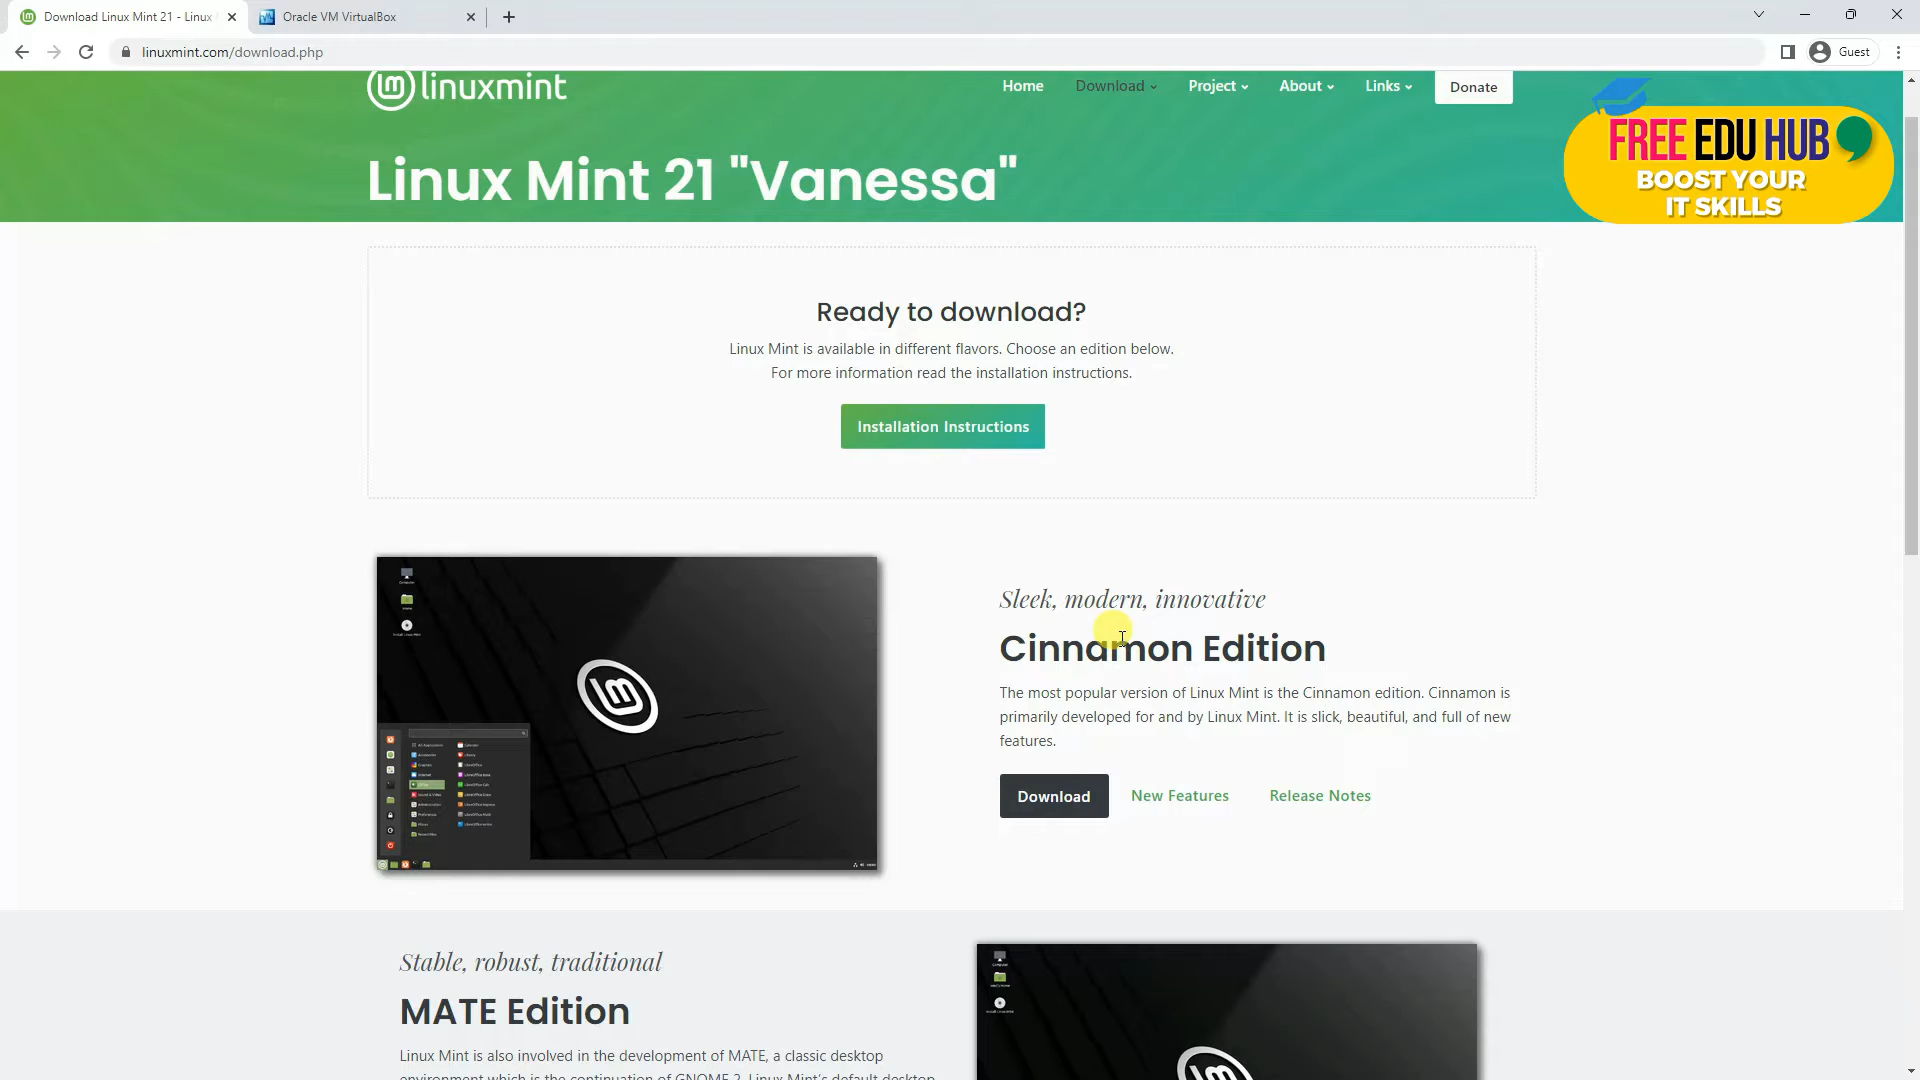 Download Linux Mint 21 - Linux
Oracle VM VirtualBox
linuxmint.com/download.php
Guest
linuxmint
Home
Download
Project
About
Links
Donate
FREE EDU HUB
BOOST YOUR
IT SKILLS
Linux Mint 21 "Vanessa"
Ready to download?
Linux Mint is available in different flavors. Choose an edition below.
For more information read the installation instructions.
Installation Instructions
Sleek, modern, innovative
Cinnamon Edition
The most popular version of Linux Mint is the Cinnamon edition. Cinnamon is
primarily developed for and by Linux Mint. It is slick, beautiful, and full of new
features.
Download
New Features
Release Notes
Stable, robust, traditional
MATE Edition
Linux Mint is also involved in the development of MATE, a classic desktop
environment which is the continuation of GNOME 2, Linux Mint's default desktop